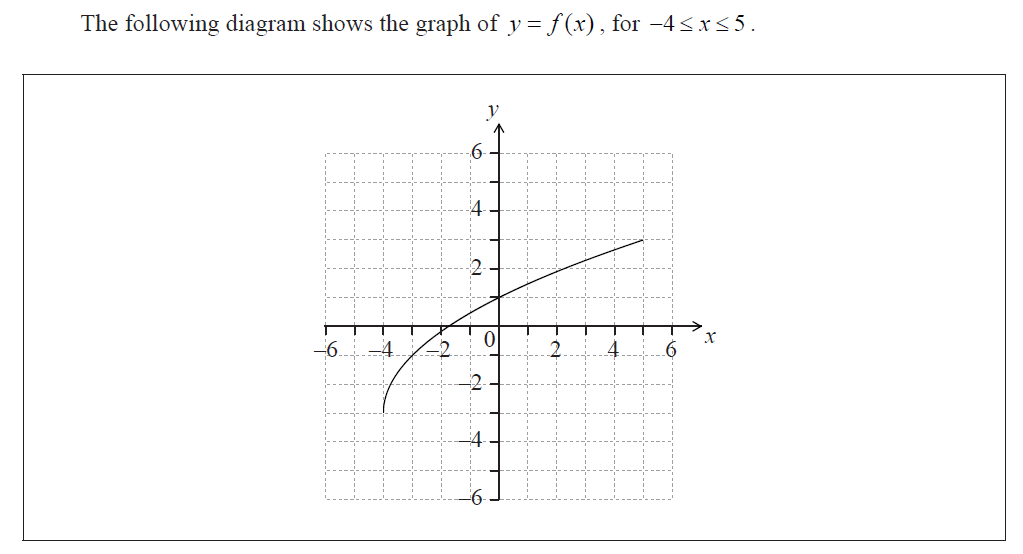 The following diagram shows the graph of y = f (x) , for −4 ≤ x ≤ 5 .
y
6
4
2
–6 –4 –2 0 2 4 6 x
–2
–4
–6